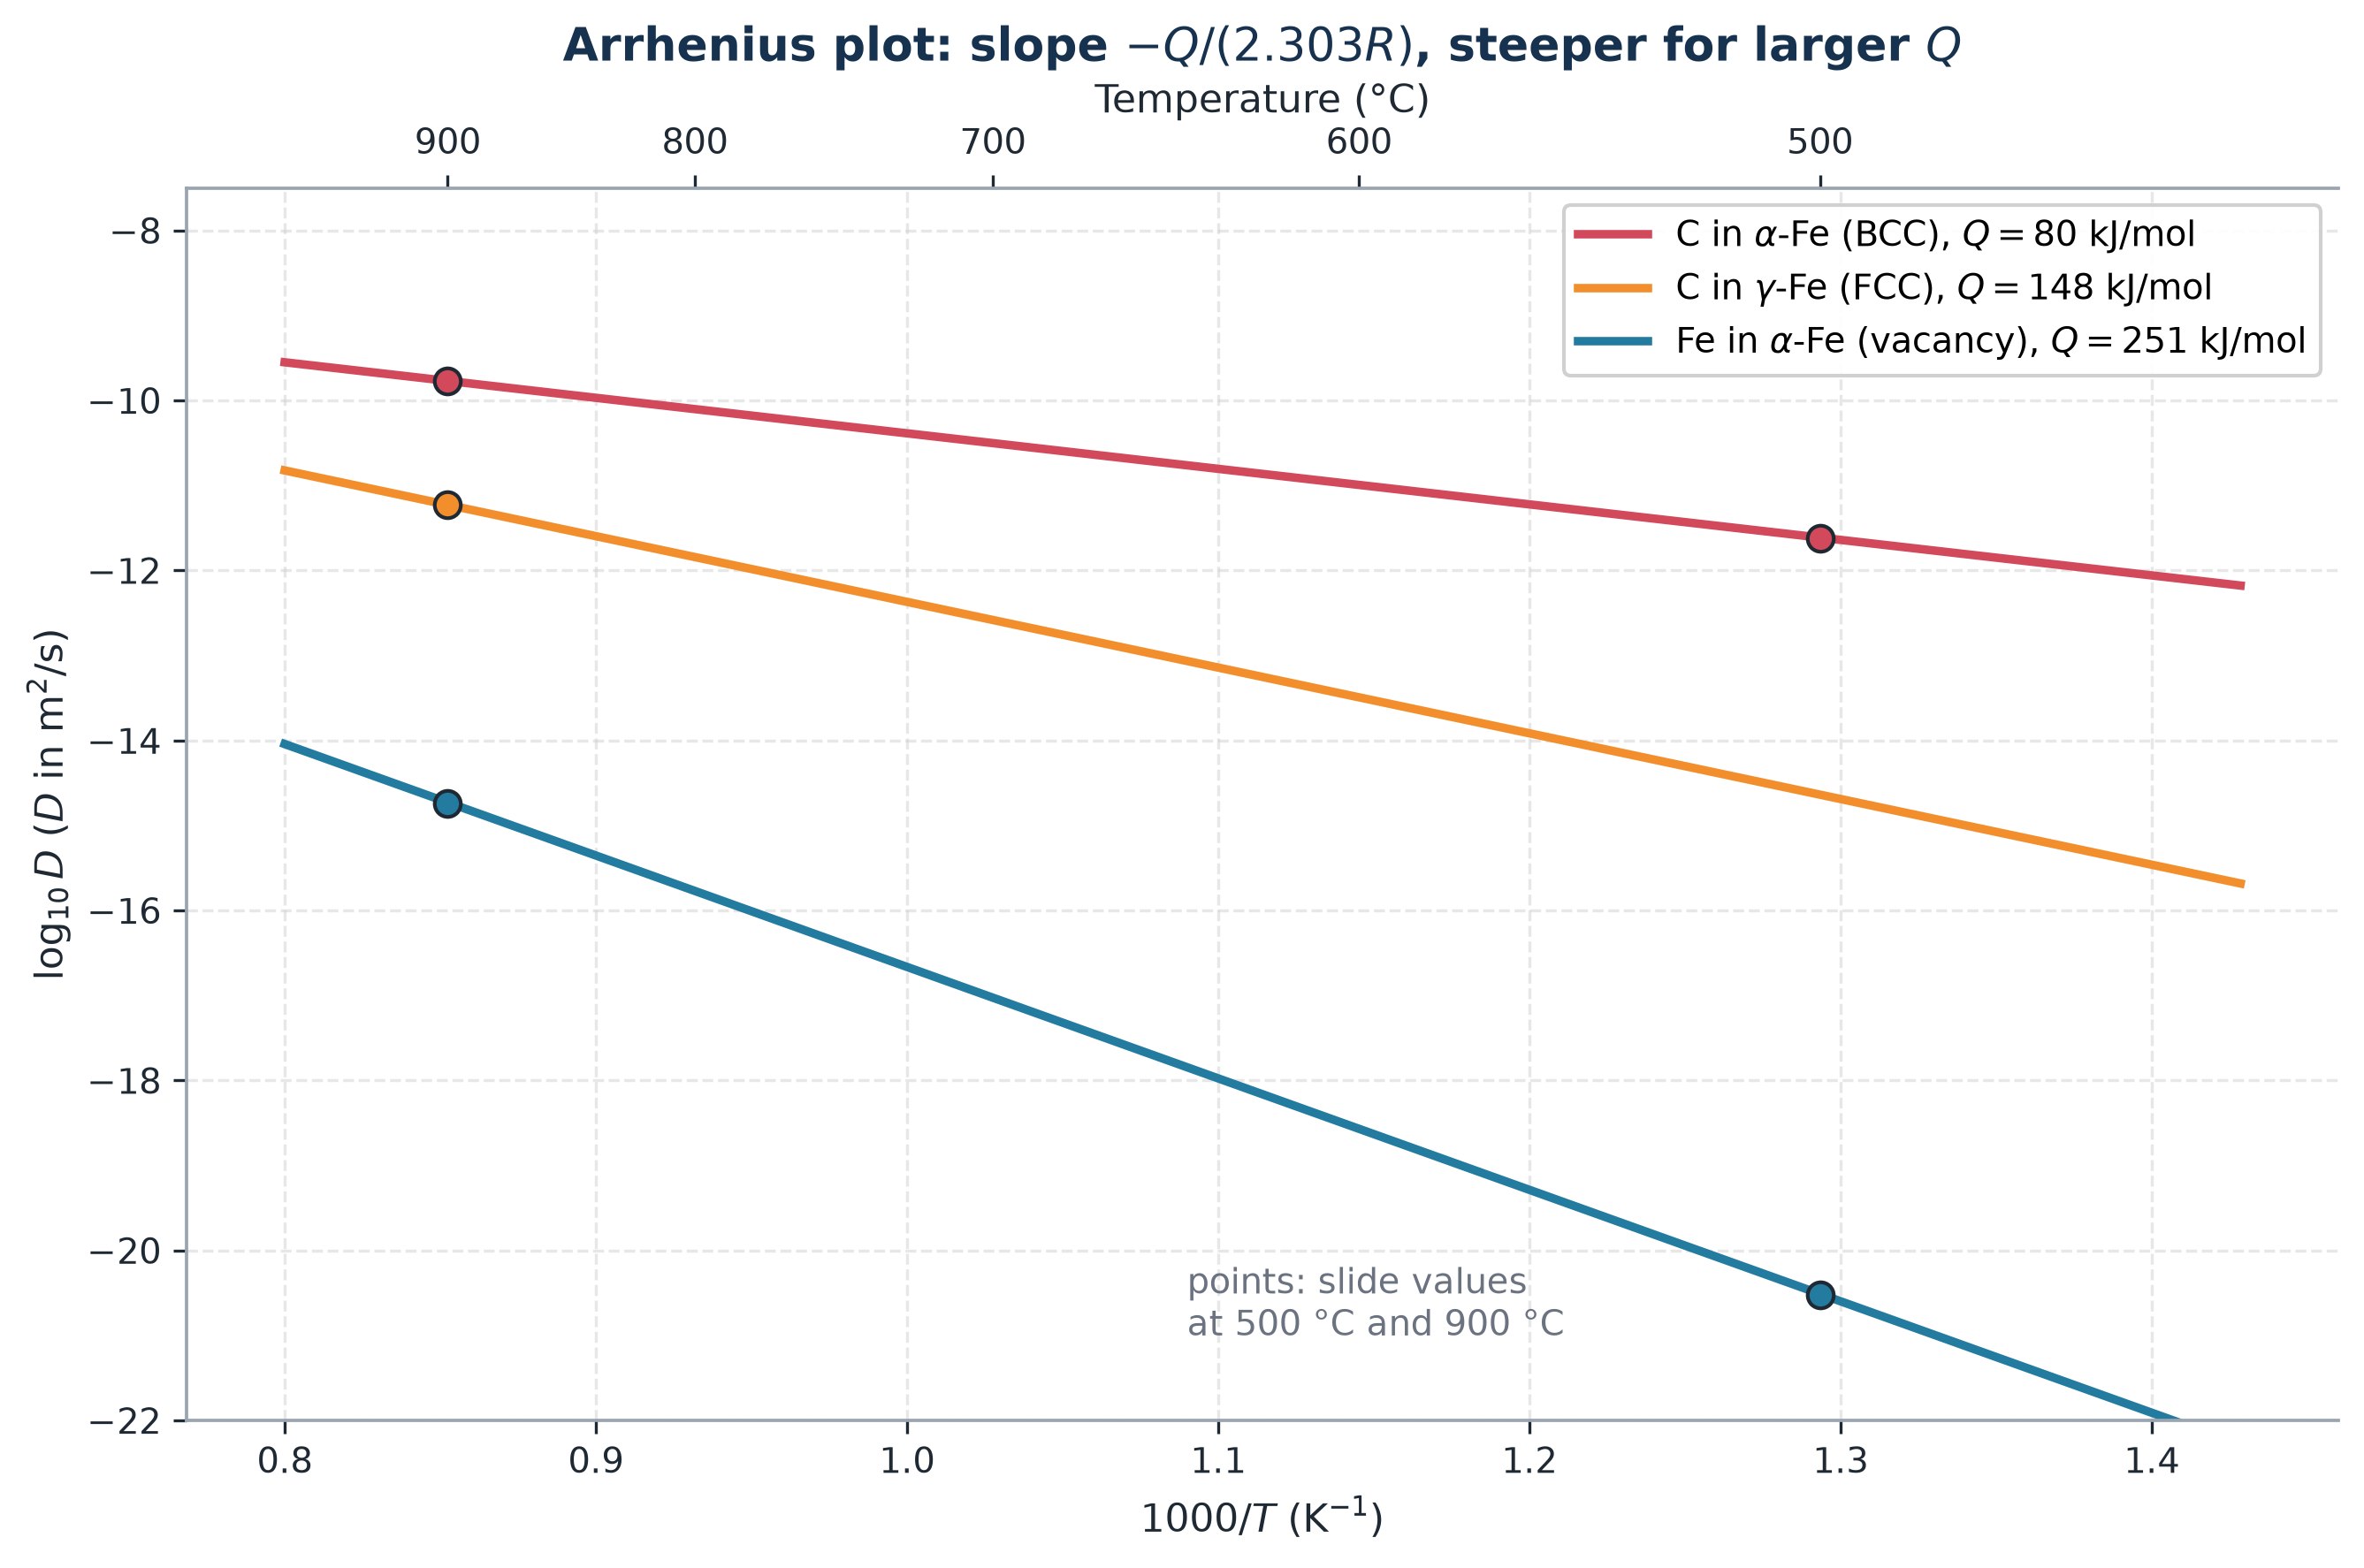 Arrhenius plot: slope −Q/(2.303R), steeper for larger Q
Temperature (°C)
900 800 700 600 500
C in α-Fe (BCC), Q = 80 kJ/mol
C in γ-Fe (FCC), Q = 148 kJ/mol
Fe in α-Fe (vacancy), Q = 251 kJ/mol
log₁₀ D (D in m²/s)
−8
−10
−12
−14
−16
−18
−20
−22
points: slide values
at 500 °C and 900 °C
0.8 0.9 1.0 1.1 1.2 1.3 1.4
1000/T (K⁻¹)